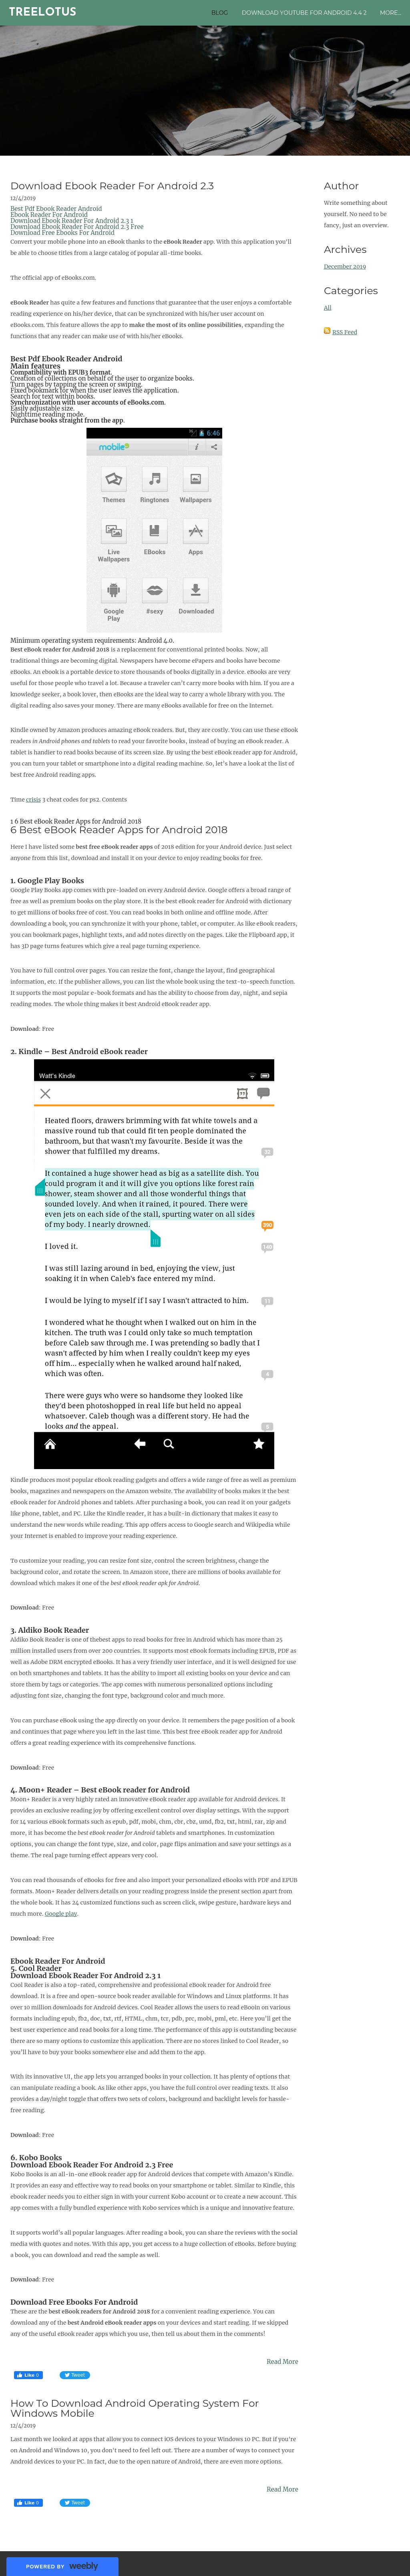 TREELOTUS
BLOG
DOWNLOAD YOUTUBE FOR ANDROID 4.4 2
MORE...
Download Ebook Reader For Android 2.3
12/4/2019
Best Pdf Ebook Reader Android
Ebook Reader For Android
Download Ebook Reader For Android 2.3 1
Download Ebook Reader For Android 2.3 Free
Download Free Ebooks For Android
Convert your mobile phone into an eBook thanks to the eBook Reader app. With this application you'll
be able to choose titles from a large catalog of popular all-time books.
The official app of eBooks.com.
eBook Reader has quite a few features and functions that guarantee that the user enjoys a comfortable
reading experience on his/her device, that can be synchronized with his/her user account on
eBooks.com. This feature allows the app to make the most of its online possibilities, expanding the
functions that any reader can make use of with his/her eBooks.
Best Pdf Ebook Reader Android
Main features
Compatibility with EPUB3 format.
Creation of collections on behalf of the user to organize books.
Turn pages by tapping the screen or swiping.
Fixed bookmark for when the user leaves the application.
Search for text within books.
Synchronization with user accounts of eBooks.com.
Easily adjustable size.
Nighttime reading mode.
Purchase books straight from the app.
6:46
mobile9
Themes
Ringtones
Wallpapers
Live
Wallpapers
EBooks
Apps
Google
Play
#sexy
Downloaded
Minimum operating system requirements: Android 4.0.
Best eBook reader for Android 2018 is a replacement for conventional printed books. Now, all
traditional things are becoming digital. Newspapers have become ePapers and books have become
eBooks. An ebook is a portable device to store thousands of books digitally in a device. eBooks are very
useful for those people who travel a lot. Because a traveler can't carry more books with him. If you are a
knowledge seeker, a book lover, then eBooks are the ideal way to carry a whole library with you. The
digital reading also saves your money. There are many eBooks available for free on the Internet.
Kindle owned by Amazon produces amazing eBook readers. But, they are costly. You can use these eBook
readers in Android phones and tablets to read your favorite books, instead of buying an eBook reader. A
tablet is handier to read books because of its screen size. By using the best eBook reader app for Android,
you can turn your tablet or smartphone into a digital reading machine. So, let's have a look at the list of
best free Android reading apps.
Time crisis 3 cheat codes for ps2. Contents
1 6 Best eBook Reader Apps for Android 2018
6 Best eBook Reader Apps for Android 2018
Here I have listed some best free eBook reader apps of 2018 edition for your Android device. Just select
anyone from this list, download and install it on your device to enjoy reading books for free.
1. Google Play Books
Google Play Books app comes with pre-loaded on every Android device. Google offers a broad range of
free as well as premium books on the play store. It is the best eBook reader for Android with dictionary
to get millions of books free of cost. You can read books in both online and offline mode. After
downloading a book, you can synchronize it with your phone, tablet, or computer. As like eBook readers,
you can bookmark pages, highlight texts, and add notes directly on the pages. Like the Flipboard app, it
has 3D page turns features which give a real page turning experience.
You have to full control over pages. You can resize the font, change the layout, find geographical
information, etc. If the publisher allows, you can list the whole book using the text-to-speech function.
It supports the most popular e-book formats and has the ability to choose from day, night, and sepia
reading modes. The whole thing makes it best Android eBook reader app.
Download: Free
2. Kindle – Best Android eBook reader
Watt's Kindle
Heated floors, drawers brimming with fat white towels and a
massive round tub that could fit ten people dominated the
bathroom, but that wasn't my favourite. Beside it was the
shower that fulfilled my dreams.
It contained a huge shower head as big as a satellite dish. You
could program it and it will give you options like forest rain
shower, steam shower and all those wonderful things that
sounded lovely. And when it rained, it poured. There were
even jets on each side of the stall, spurting water on all sides
of my body. I nearly drowned.
I loved it.
I was still lazing around in bed, enjoying the view, just
soaking it in when Caleb's face entered my mind.
I would be lying to myself if I say I wasn't attracted to him.
I wondered what he thought when I walked out on him in the
kitchen. The truth was I could only take so much temptation
before Caleb saw through me. I was pretending so badly that I
wasn't affected by him when I really couldn't keep my eyes
off him... especially when he walked around half naked,
which was often.
There were guys who were so handsome they looked like
they'd been photoshopped in real life but held no appeal
whatsoever. Caleb though was a different story. He had the
looks and the appeal.
Kindle produces most popular eBook reading gadgets and offers a wide range of free as well as premium
books, magazines and newspapers on the Amazon website. The availability of books makes it the best
eBook reader for Android phones and tablets. After purchasing a book, you can read it on your gadgets
like phone, tablet, and PC. Like the Kindle reader, it has a built-in dictionary that makes it easy to
understand the new words while reading. This app offers access to Google search and Wikipedia while
your Internet is enabled to improve your reading experience.
To customize your reading, you can resize font size, control the screen brightness, change the
background color, and rotate the screen. In Amazon store, there are millions of books available for
download which makes it one of the best eBook reader apk for Android.
Download: Free
3. Aldiko Book Reader
Aldiko Book Reader is one of thebest apps to read books for free in Android which has more than 25
million installed users from over 200 countries. It supports most eBook formats including EPUB, PDF as
well as Adobe DRM encrypted eBooks. It has a very friendly user interface, and it is well designed for use
on both smartphones and tablets. It has the ability to import all existing books on your device and can
store them by tags or categories. The app comes with numerous personalized options including
adjusting font size, changing the font type, background color and much more.
You can purchase eBook using the app directly on your device. It remembers the page position of a book
and continues that page where you left in the last time. This best free eBook reader app for Android
offers a great reading experience with its comprehensive functions.
Download: Free
4. Moon+ Reader – Best eBook reader for Android
Moon+ Reader is a very highly rated an innovative eBook reader app available for Android devices. It
provides an exclusive reading joy by offering excellent control over display settings. With the support
for 14 various eBook formats such as epub, pdf, mobi, chm, cbr, cbz, umd, fb2, txt, html, rar, zip and
more, it has become the best eBook reader for Android tablets and smartphones. In customization
options, you can change the font type, size, and color, page flips animation and save your settings as a
theme. The real page turning effect appears very cool.
You can read thousands of eBooks for free and also import your personalized eBooks with PDF and EPUB
formats. Moon+ Reader delivers details on your reading progress inside the present section apart from
the whole book. It has 24 customized functions such as screen click, swipe gesture, hardware keys and
much more. Google play.
Download: Free
Ebook Reader For Android
5. Cool Reader
Download Ebook Reader For Android 2.3 1
Cool Reader is also a top-rated, comprehensive and professional eBook reader for Android free
download. It is a free and open-source book reader available for Windows and Linux platforms. It has
over 10 million downloads for Android devices. Cool Reader allows the users to read eBooks in various
formats including epub, fb2, doc, txt, rtf, HTML, chm, tcr, pdb, prc, mobi, pml, etc. Here you'll get the
best user experience and read books for a long time. The performance of this app is outstanding because
there are so many options to customize this application. There are no stores linked to Cool Reader, so
you'll have to buy your books somewhere else and add them to the app.
With its innovative UI, the app lets you arranged books in your collection. It has plenty of options that
can manipulate reading a book. As like other apps, you have the full control over reading texts. It also
provides a day/night toggle that offers two sets of colors, background and backlight levels for hassle-
free reading.
Download: Free
6. Kobo Books
Download Ebook Reader For Android 2.3 Free
Kobo Books is an all-in-one eBook reader app for Android devices that compete with Amazon's Kindle.
It provides an easy and effective way to read books on your smartphone or tablet. Similar to Kindle, this
ebook reader needs you to either sign in with your current Kobo account or to create a new account. This
app comes with a fully bundled experience with Kobo services which is a unique and innovative feature.
It supports world's all popular languages. After reading a book, you can share the reviews with the social
media with quotes and notes. With this app, you get access to a huge collection of eBooks. Before buying
a book, you can download and read the sample as well.
Download: Free
Download Free Ebooks For Android
These are the best eBook readers for Android 2018 for a convenient reading experience. You can
download any of the best Android eBook reader apps on your devices and start reading. If we skipped
any of the useful eBook reader apps which you use, then tell us about them in the comments!
Read More
Like 0
Tweet
How To Download Android Operating System For
Windows Mobile
12/4/2019
Last month we looked at apps that allow you to connect iOS devices to your Windows 10 PC. But if you're
on Android and Windows 10, you don't need to feel left out. There are a number of ways to connect your
Android devices to your PC. In fact, due to the open nature of Android, there are even more options.
Read More
Like 0
Tweet
Author
Write something about
yourself. No need to be
fancy, just an overview.
Archives
December 2019
Categories
All
RSS Feed
POWERED BY weebly